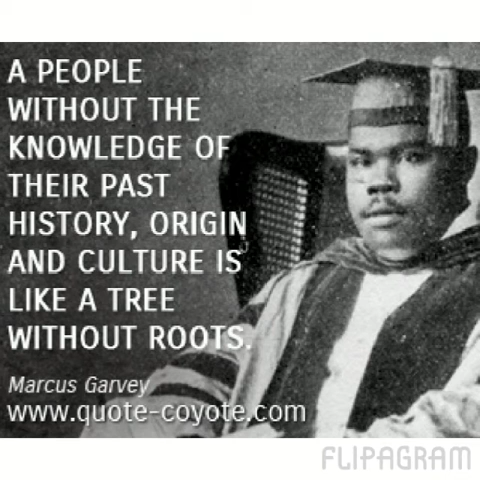 A PEOPLE
WITHOUT THE
KNOWLEDGE OF
THEIR PAST
HISTORY, ORIGIN
AND CULTURE IS
LIKE A TREE
WITHOUT ROOTS.
Marcus Garvey
www.quote-coyote.com
FLIPAGRAM